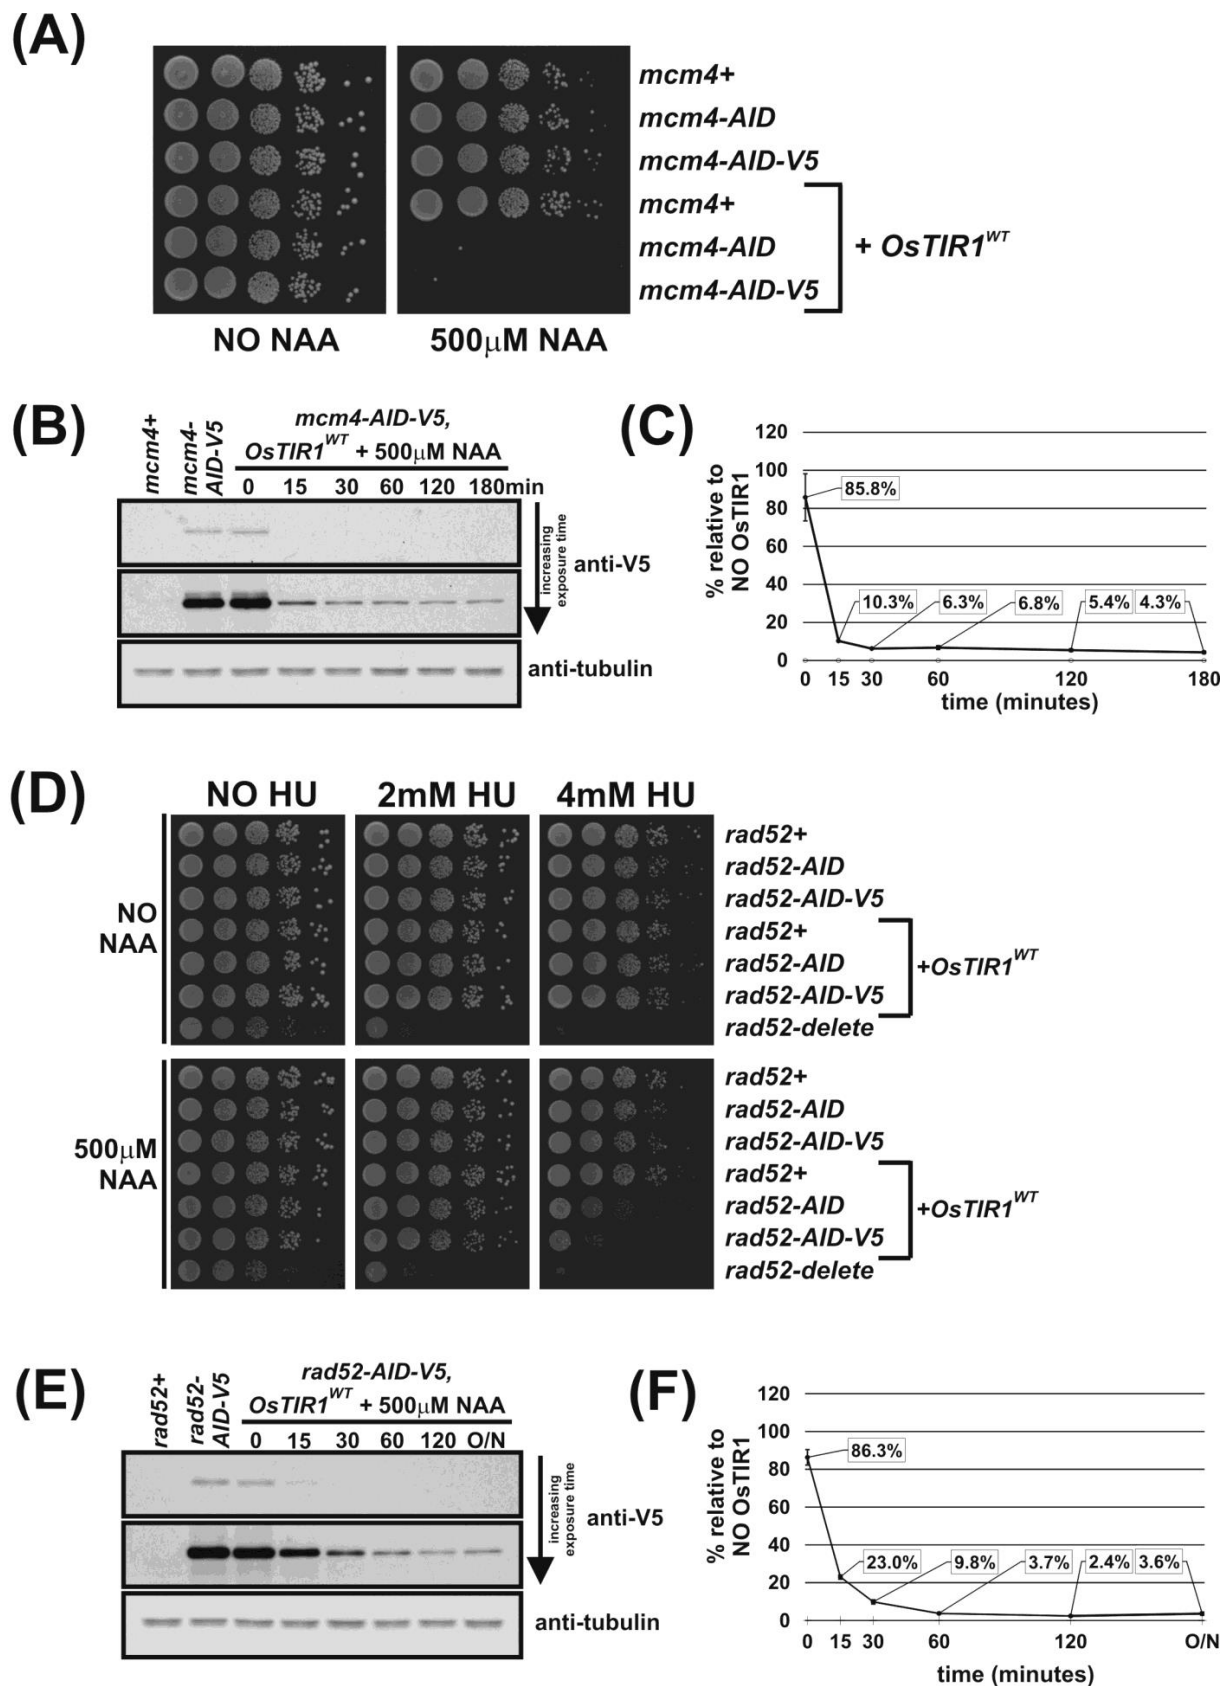 (A)
mcm4+
mcm4-AID
mcm4-AID-V5
mcm4+
mcm4-AID
mcm4-AID-V5
+ OsTIR1WT
NO NAA
500μM NAA
(B)
mcm4+
mcm4-
AID-V5
mcm4-AID-V5,
OsTIR1WT + 500μM NAA
0 15 30 60 120 180min
increasing
exposure time
anti-V5
anti-tubulin
(C)
% relative to
NO OsTIR1
120
100
80
60
40
20
0
85.8%
10.3% 6.3% 6.8% 5.4% 4.3%
0 15 30 60 120 180
time (minutes)
(D)
NO HU 2mM HU 4mM HU
NO
NAA
rad52+
rad52-AID
rad52-AID-V5
rad52+
rad52-AID
rad52-AID-V5
rad52-delete
+OsTIR1WT
500μM
NAA
rad52+
rad52-AID
rad52-AID-V5
rad52+
rad52-AID
rad52-AID-V5
rad52-delete
+OsTIR1WT
(E)
rad52+
rad52-
AID-V5
rad52-AID-V5,
OsTIR1WT + 500μM NAA
0 15 30 60 120 O/N
increasing
exposure time
anti-V5
anti-tubulin
(F)
% relative to
NO OsTIR1
120
100
80
60
40
20
0
86.3%
23.0% 9.8% 3.7% 2.4% 3.6%
0 15 30 60 120 O/N
time (minutes)